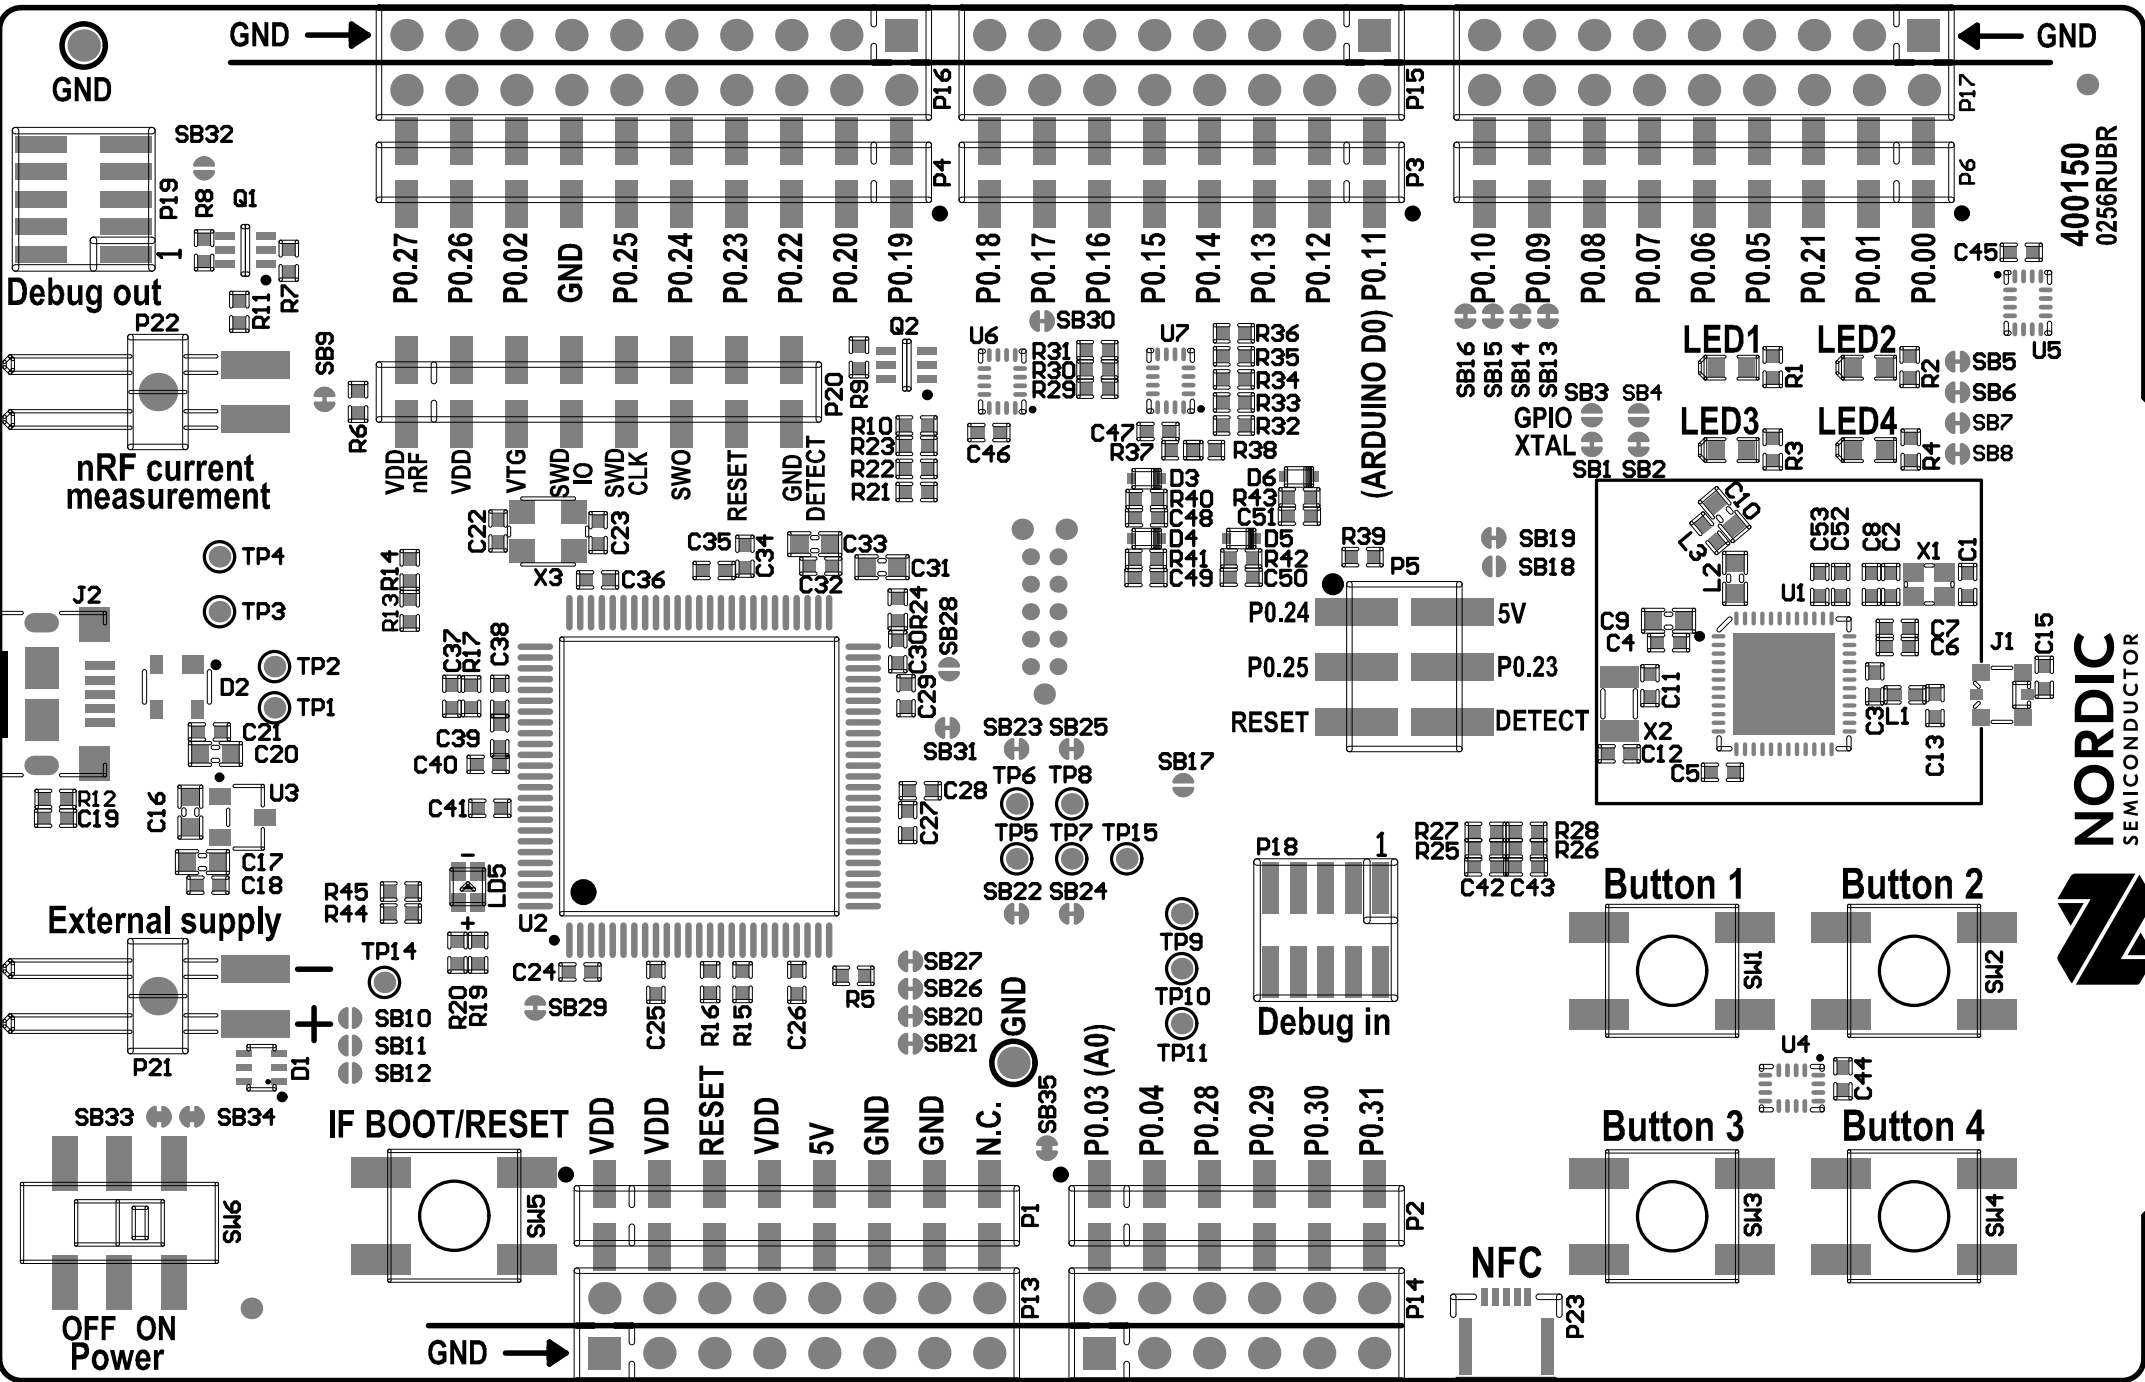 GND
GND
GND
GND
P16
P15
P17
SB32
P19
R8
Q1
1
P4
P3
P6
400150
0256RUBR
R11
R7
Debug out
P0.27
P0.26
P0.02
GND
P0.25
P0.24
P0.23
P0.22
P0.20
P0.19
P0.18
P0.17
P0.16
P0.15
P0.14
P0.13
P0.12
(ARDUINO D0) P0.11
P0.10
P0.09
P0.08
P0.07
P0.06
P0.05
P0.21
P0.01
P0.00
C45
U5
P22
SB9
R6
P20
Q2
R9
U6
SB30
U7
R31
R30
R29
R36
R35
R34
R33
R32
SB16
SB15
SB14
SB13
LED1
R1
LED2
R2
SB5
SB6
SB7
SB8
SB3
SB4
GPIO
XTAL
SB1
SB2
LED3
R3
LED4
R4
R10
R23
R22
R21
C46
C47
R37
R38
nRF current
measurement
VDD
nRF
VDD
VTG
SWD
IO
SWD
CLK
SWO
RESET
GND
DETECT
D3
R40
C48
D4
R41
C49
D6
R43
C51
D5
R42
C50
R39
SB19
SB18
C22
X3
C23
C36
C35
C34
C33
C32
C31
TP4
TP3
TP2
TP1
R14
R13
J2
D2
C21
C20
R12
C19
C16
U3
C17
C18
C37
R17
C38
C39
C40
C41
R24
C30
SB28
C29
SB31
C28
C27
P5
P0.24
5V
P0.25
P0.23
RESET
DETECT
C10
L3
L2
C53
C52
C8
C2
X1
C1
U1
C9
C4
C7
C6
C11
X2
C12
C5
C3
L1
C13
J1
C15
NORDIC
SEMICONDUCTOR
SB23
SB25
TP6
TP8
TP5
TP7
TP15
SB22
SB24
SB17
P18
1
Debug in
R27
R25
C42
R28
R26
C43
-
LD5
+
R45
R44
U2
External supply
TP14
R20
R19
C24
SB29
C25
R16
R15
C26
R5
SB27
SB26
SB20
SB21
GND
TP9
TP10
TP11
Button 1
SW1
Button 2
SW2
P21
D1
SB10
SB11
SB12
SB33
SB34
U4
C44
IF BOOT/RESET
SW5
VDD
VDD
RESET
VDD
5V
GND
GND
N.C.
SB35
P0.03 (A0)
P0.04
P0.28
P0.29
P0.30
P0.31
Button 3
SW3
Button 4
SW4
SW6
P1
P2
P13
P14
NFC
P23
OFF ON
Power
GND